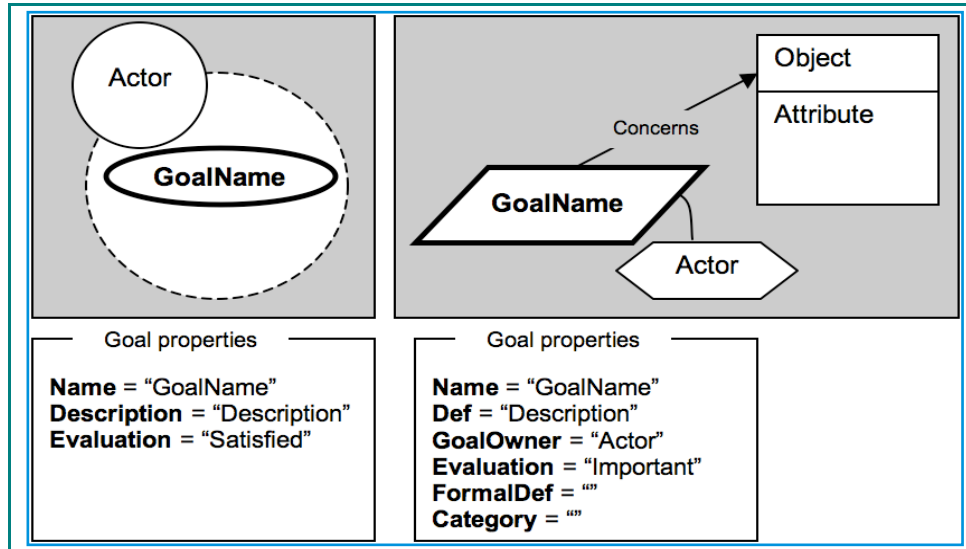 Actor
GoalName
Object
Attribute
Concerns
GoalName
Actor
Goal properties
Name = “GoalName”
Description = “Description”
Evaluation = “Satisfied”
Goal properties
Name = “GoalName”
Def = “Description”
GoalOwner = “Actor”
Evaluation = “Important”
FormalDef = “”
Category = “”